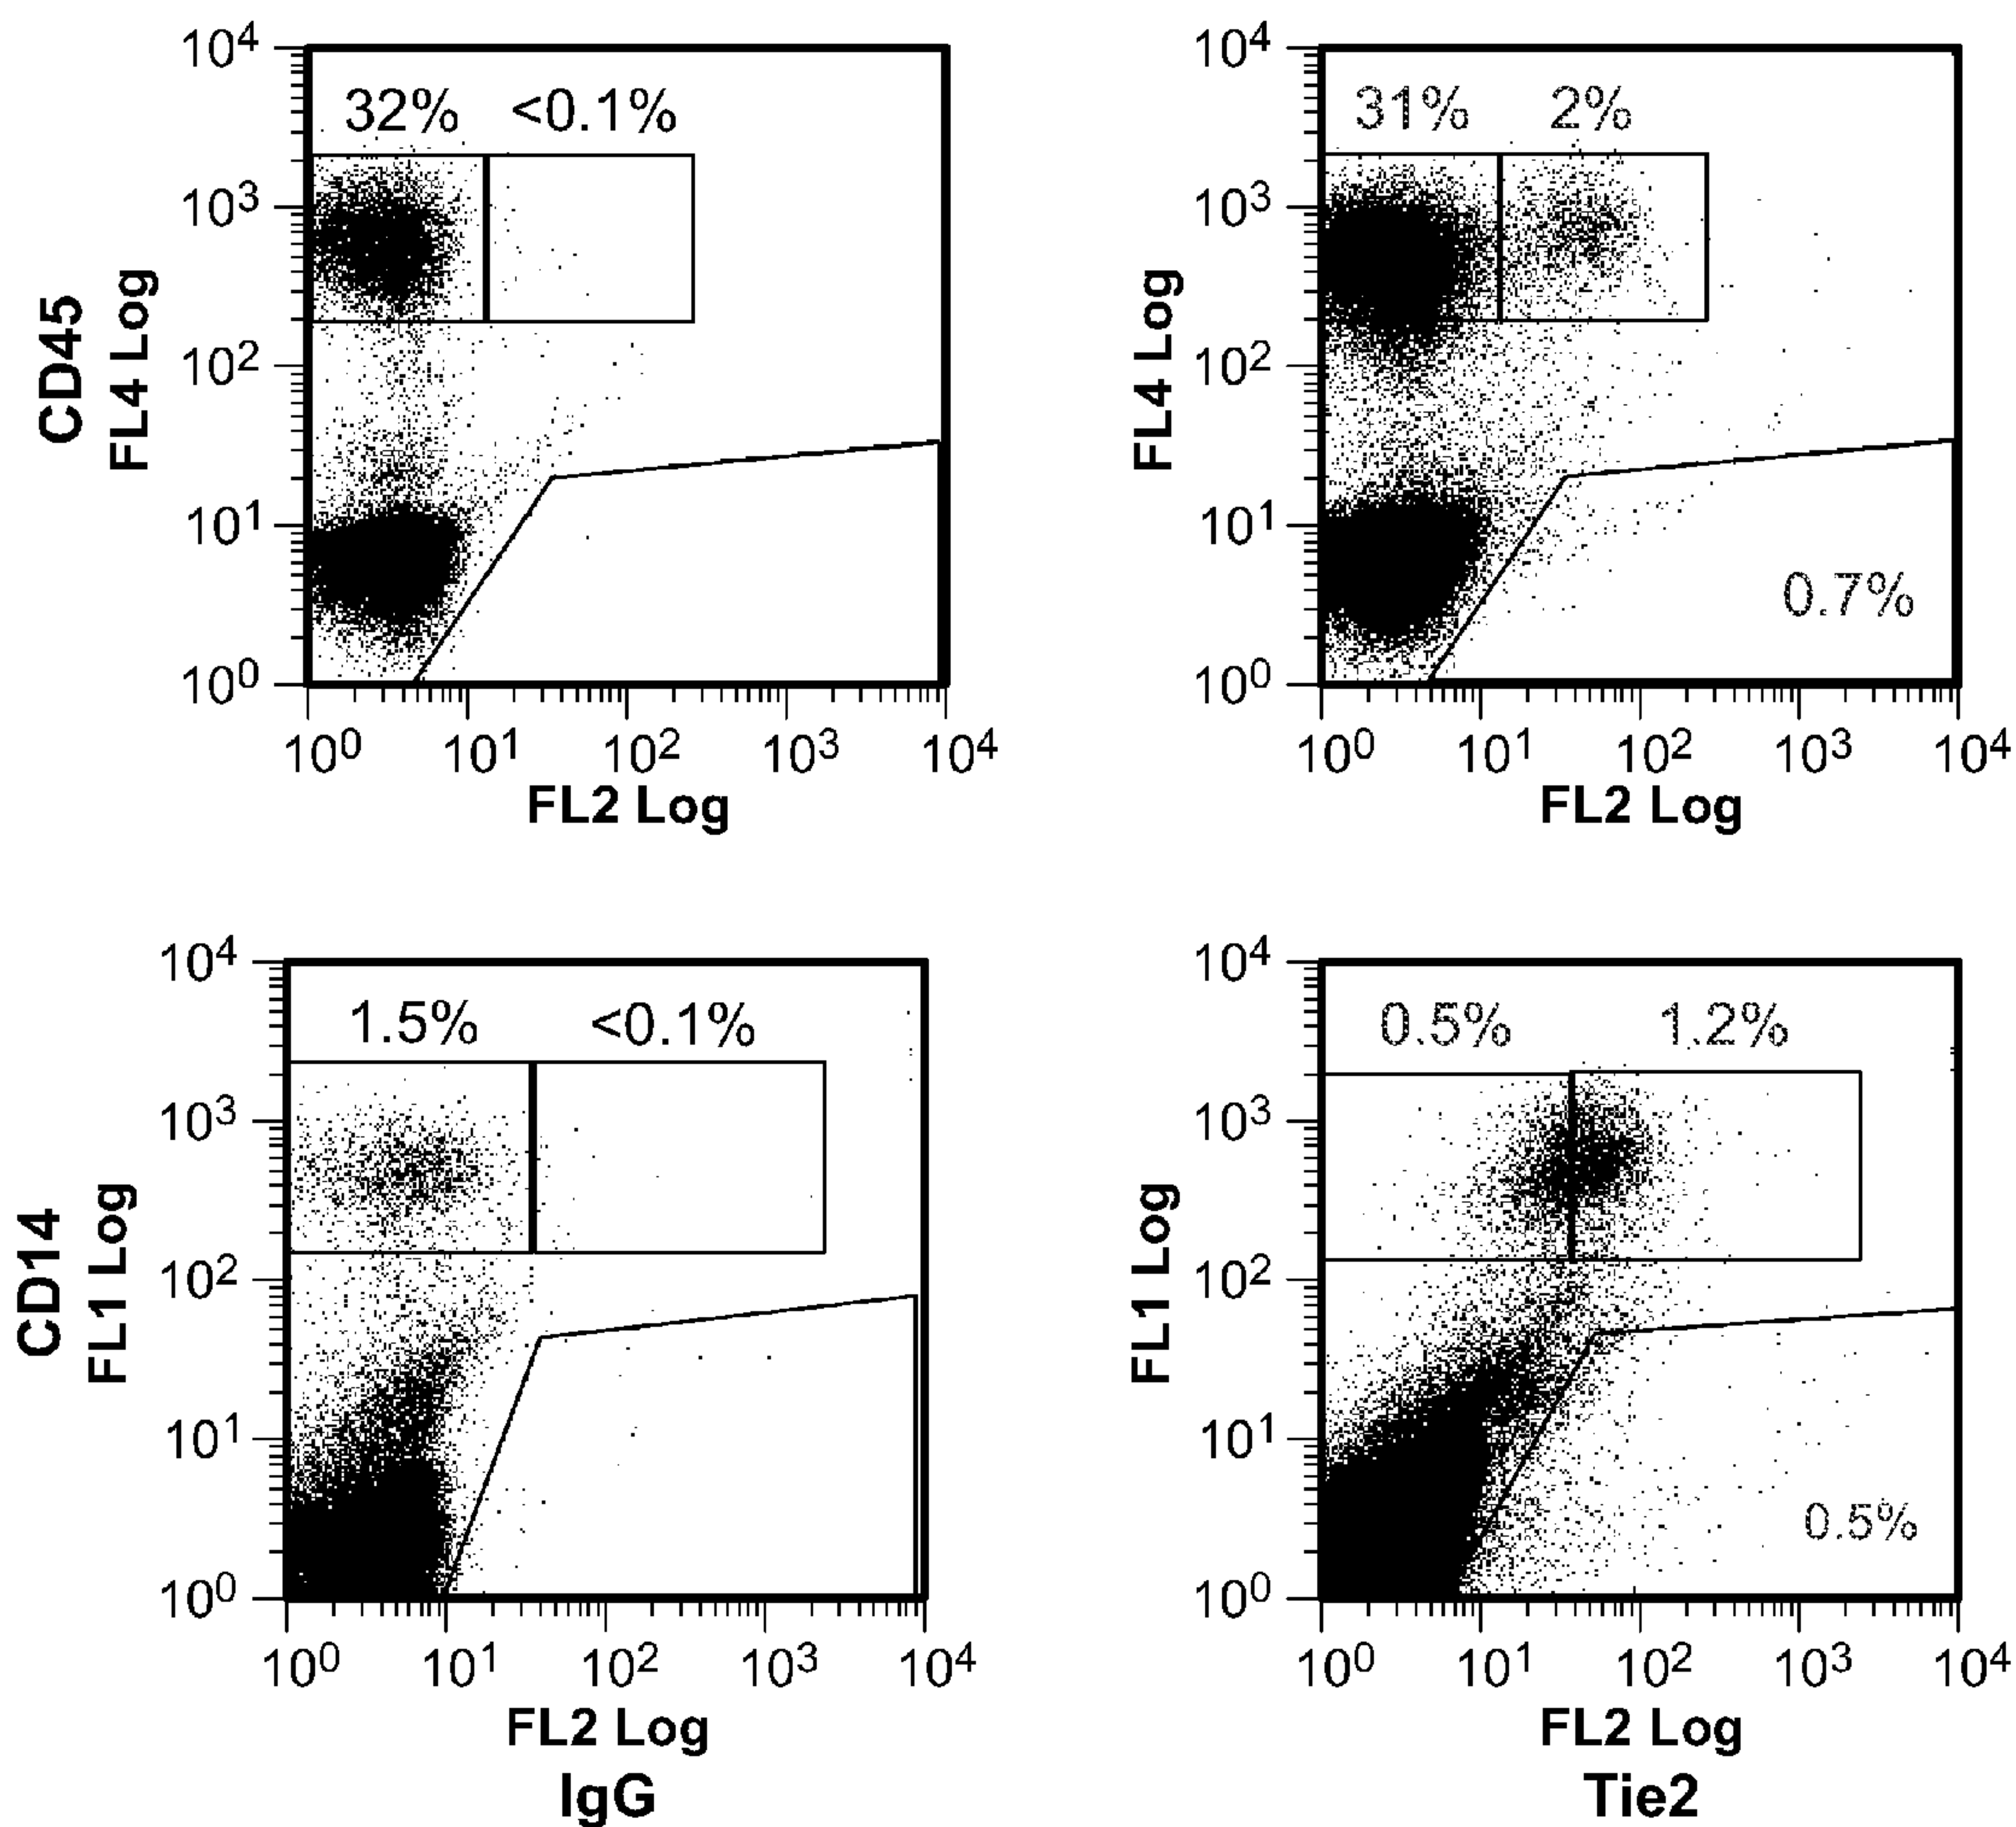 32% <0.1%
10⁴
10³
10²
10¹
10⁰
CD45
FL4 Log
10⁰ 10¹ 10² 10³ 10⁴
FL2 Log
31% 2%
0.7%
10⁴
10³
10²
10¹
10⁰
FL4 Log
10⁰ 10¹ 10² 10³ 10⁴
FL2 Log
1.5% <0.1%
10⁴
10³
10²
10¹
10⁰
CD14
FL1 Log
10⁰ 10¹ 10² 10³ 10⁴
FL2 Log
IgG
0.5% 1.2%
0.5%
10⁴
10³
10²
10¹
10⁰
FL1 Log
10⁰ 10¹ 10² 10³ 10⁴
FL2 Log
Tie2